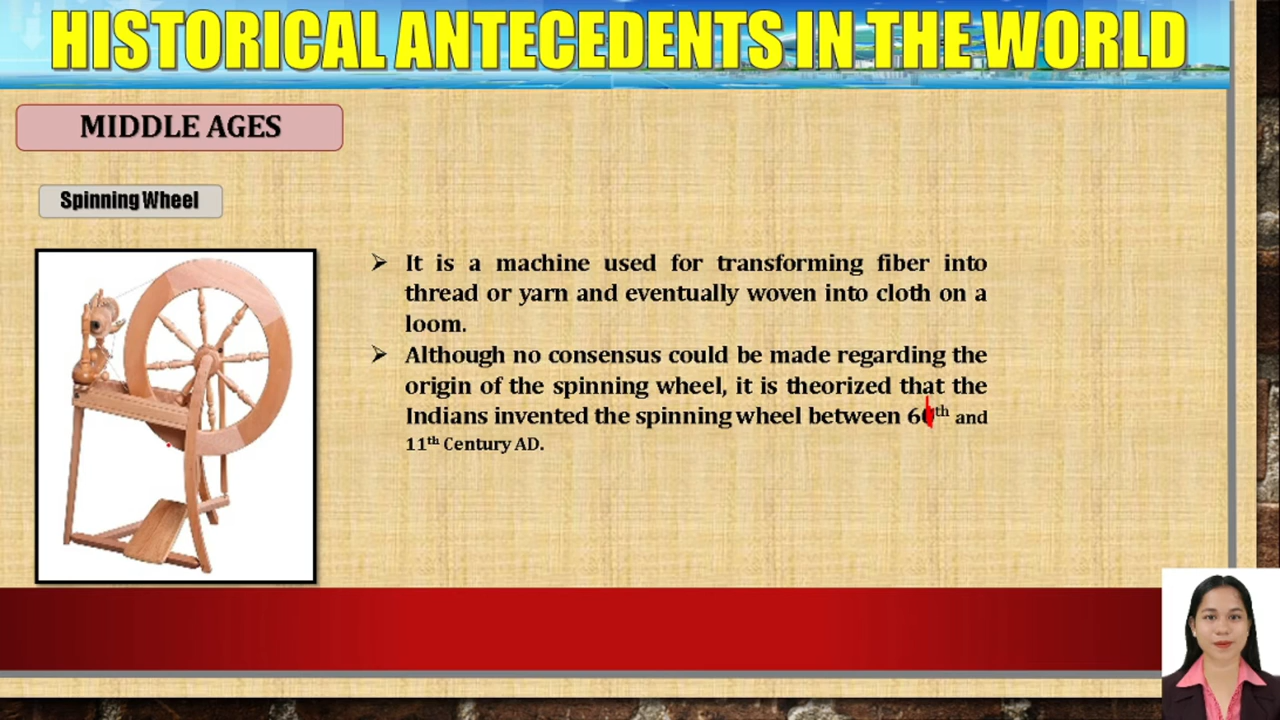 HISTORICAL ANTECEDENTS IN THE WORLD
MIDDLE AGES
Spinning Wheel
➢ It is a machine used for transforming fiber into
thread or yarn and eventually woven into cloth on a
loom.
➢ Although no consensus could be made regarding the
origin of the spinning wheel, it is theorized that the
Indians invented the spinning wheel between 60th and
11th Century AD.